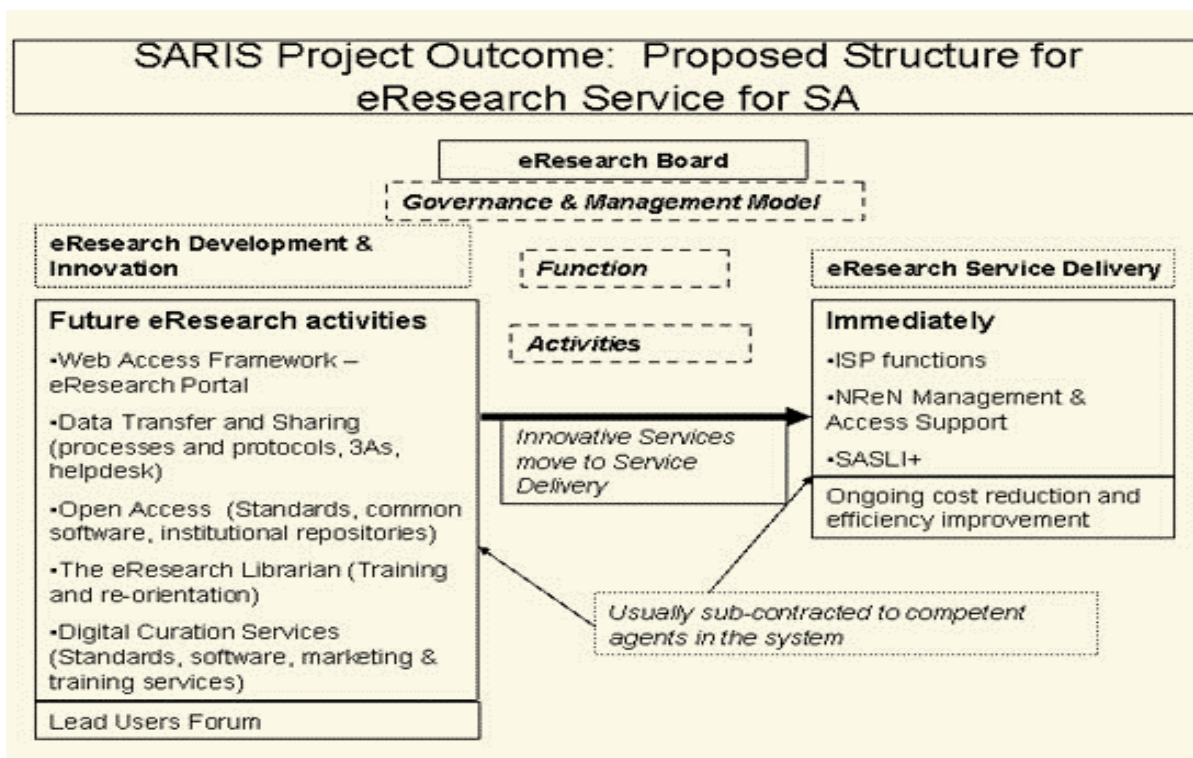 SARIS Project Outcome:  Proposed Structure for
eResearch Service for SA
eResearch Board
Governance & Management Model
eResearch Development &
Innovation
Function
eResearch Service Delivery
Future eResearch activities
•Web Access Framework –
eResearch Portal
•Data Transfer and Sharing
(processes and protocols, 3As,
helpdesk)
•Open Access  (Standards, common
software, institutional repositories)
•The eResearch Librarian (Training
and re-orientation)
•Digital Curation Services
(Standards, software, marketing &
training services)
Lead Users Forum
Activities
Innovative Services
move to Service
Delivery
Immediately
•ISP functions
•NReN Management &
Access Support
•SASLI+
Ongoing cost reduction and
efficiency improvement
Usually sub-contracted to competent
agents in the system